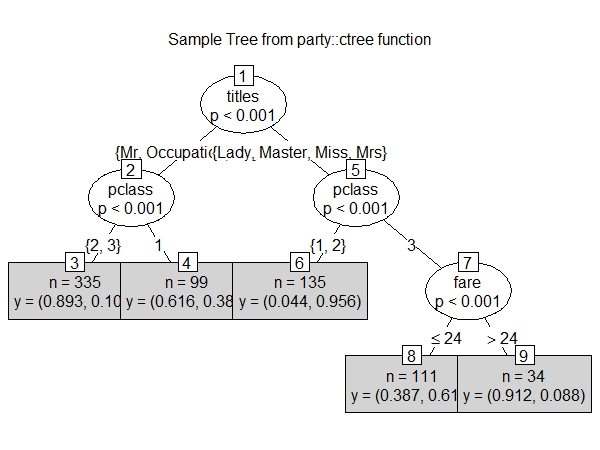 Sample Tree from party::ctree function
1
titles
p < 0.001
{Mr, Occupati {Lady, Master, Miss, Mrs}
2
pclass
p < 0.001
5
pclass
p < 0.001
{2, 3}
1
{1, 2}
3
3
n = 335
y = (0.893, 0.10
4
n = 99
y = (0.616, 0.38
6
n = 135
y = (0.044, 0.956)
7
fare
p < 0.001
≤ 24
> 24
8
n = 111
y = (0.387, 0.61
9
n = 34
y = (0.912, 0.088)